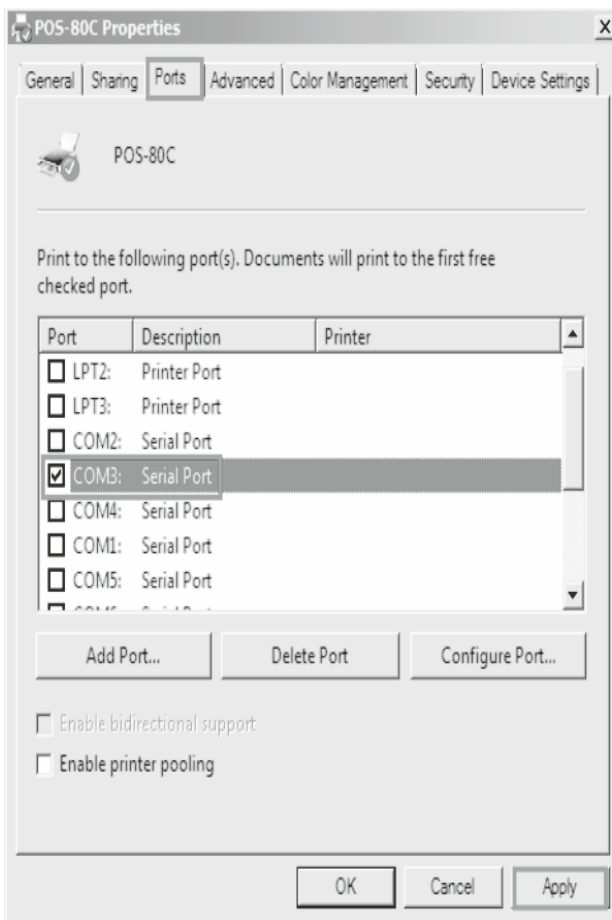 POS-80C Properties
X
General Sharing Ports Advanced Color Management Security Device Settings
POS-80C
Print to the following port(s). Documents will print to the first free
checked port.
Port Description Printer
LPT2: Printer Port
LPT3: Printer Port
COM2: Serial Port
COM3: Serial Port
COM4: Serial Port
COM1: Serial Port
COM5: Serial Port
Add Port... Delete Port Configure Port...
Enable bidirectional support
Enable printer pooling
OK Cancel Apply